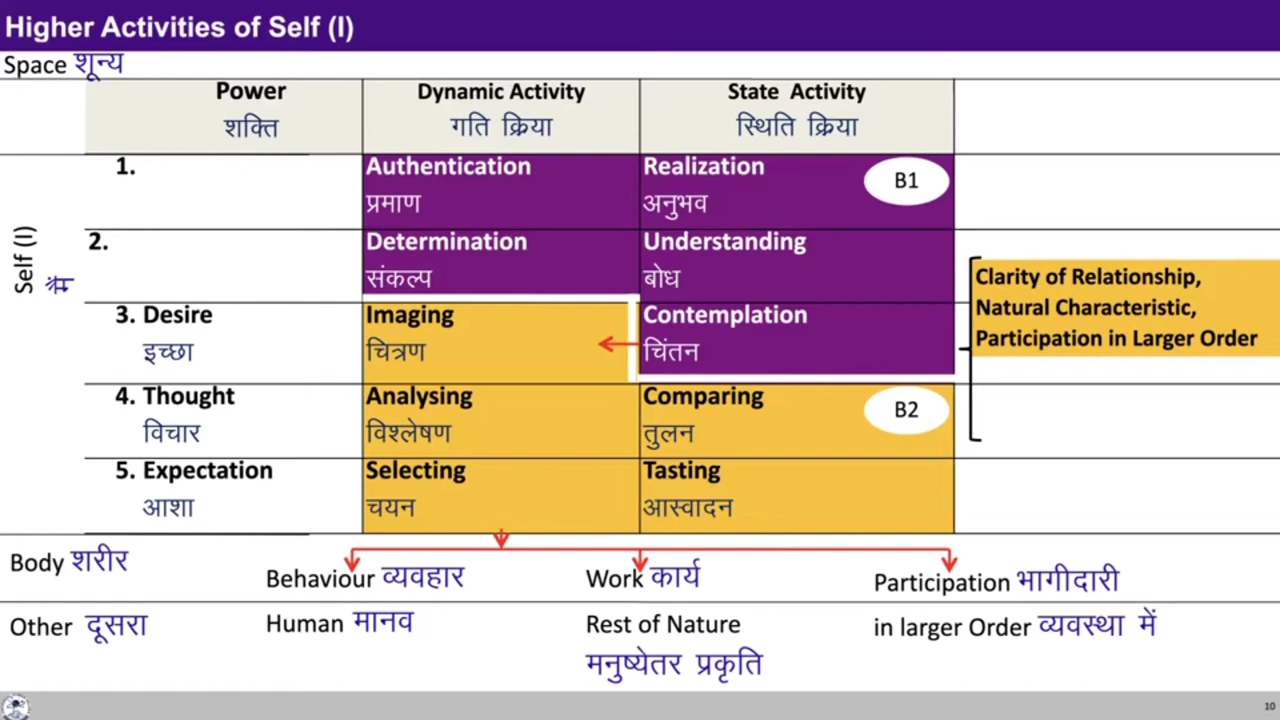 Higher Activities of Self (I)
Space शून्य
Power Dynamic Activity State Activity
शक्ति गति क्रिया स्थिति क्रिया
1. Authentication Realization B1
प्रमाण अनुभव
2. Determination Understanding
संकल्प बोध
Self (I)
मैं
3. Desire Imaging Contemplation
इच्छा चित्रण चिंतन
Clarity of Relationship,
Natural Characteristic,
Participation in Larger Order
4. Thought Analysing Comparing B2
विचार विश्लेषण तुलन
5. Expectation Selecting Tasting
आशा चयन आस्वादन
Body शरीर
Behaviour व्यवहार Work कार्य Participation भागीदारी
Other दूसरा Human मानव Rest of Nature in larger Order व्यवस्था में
मनुष्येतर प्रकृति
10